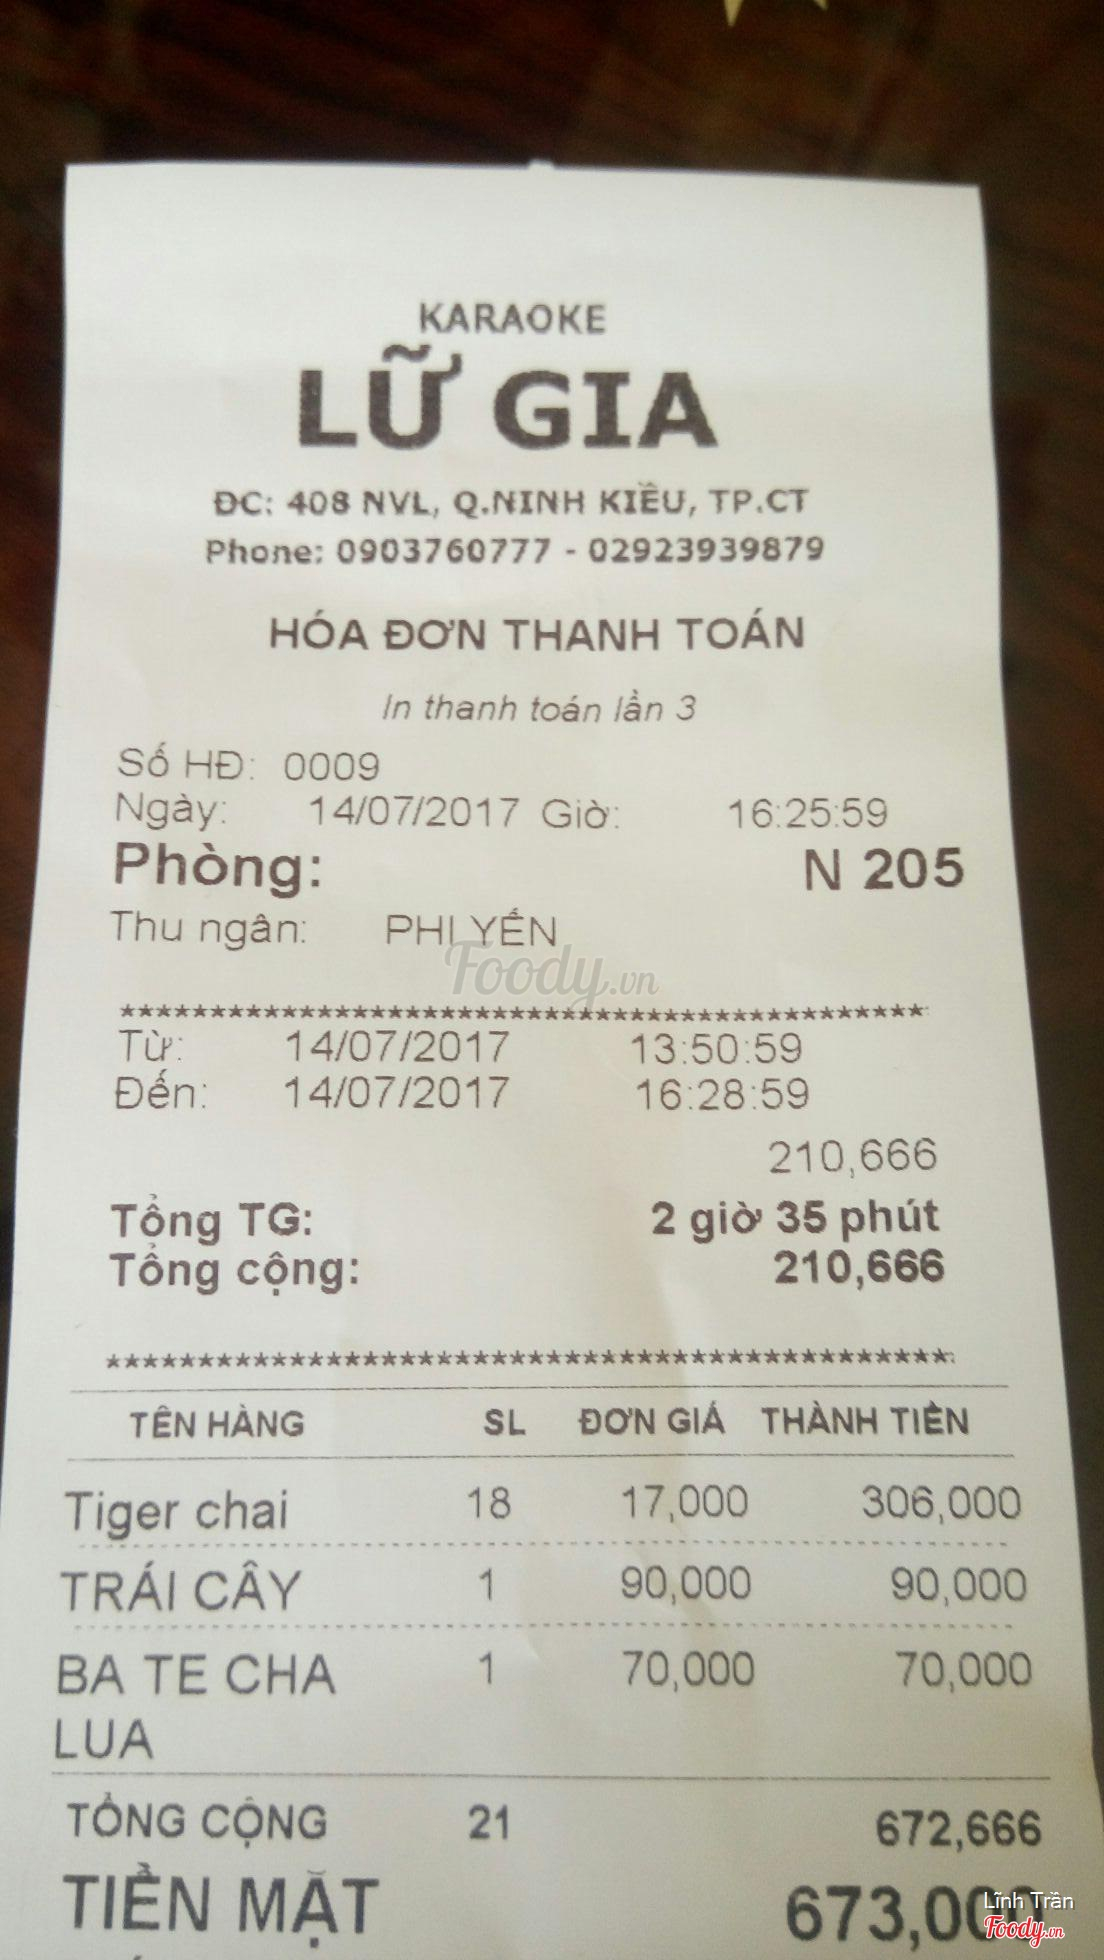 KARAOKE
LỮ GIA
ĐC: 408 NVL, Q.NINH KIỀU, TP.CT
Phone: 0903760777 - 02923939879
HÓA ĐƠN THANH TOÁN
In thanh toán lần 3
Số HĐ: 0009
Ngày: 14/07/2017 Giờ: 16:25:59
Phòng: N 205
Thu ngân: PHI YẾN
Foody.vn
**********************************************
Từ: 14/07/2017 13:50:59
Đến: 14/07/2017 16:28:59
210,666
Tổng TG: 2 giờ 35 phút
Tổng cộng: 210,666
**********************************************
TÊN HÀNG SL ĐƠN GIÁ THÀNH TIỀN
Tiger chai 18 17,000 306,000
TRÁI CÂY 1 90,000 90,000
BA TE CHA 1 70,000 70,000
LUA
TỔNG CỘNG 21 672,666
TIỀN MẶT 673,000
Lĩnh Trần
Foody.vn